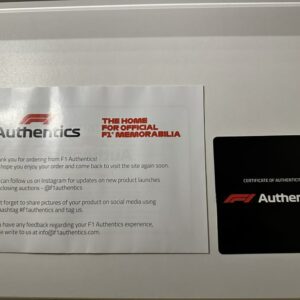 F1 Authentics
THE HOME
FOR OFFICIAL
F1® MEMORABILIA
ank you for ordering from F1 Authentics!
hope you enjoy your order and come back to visit the site again soon.
can follow us on Instagram for updates on new product launches
closing auctions - @F1authentics
t forget to share pictures of your product on social media using
hashtag #f1authentics and tag us.
have any feedback regarding your F1 Authentics experience,
e write to us at info@f1authentics.com.
CERTIFICATE OF AUTHENTIC
F1 Authen